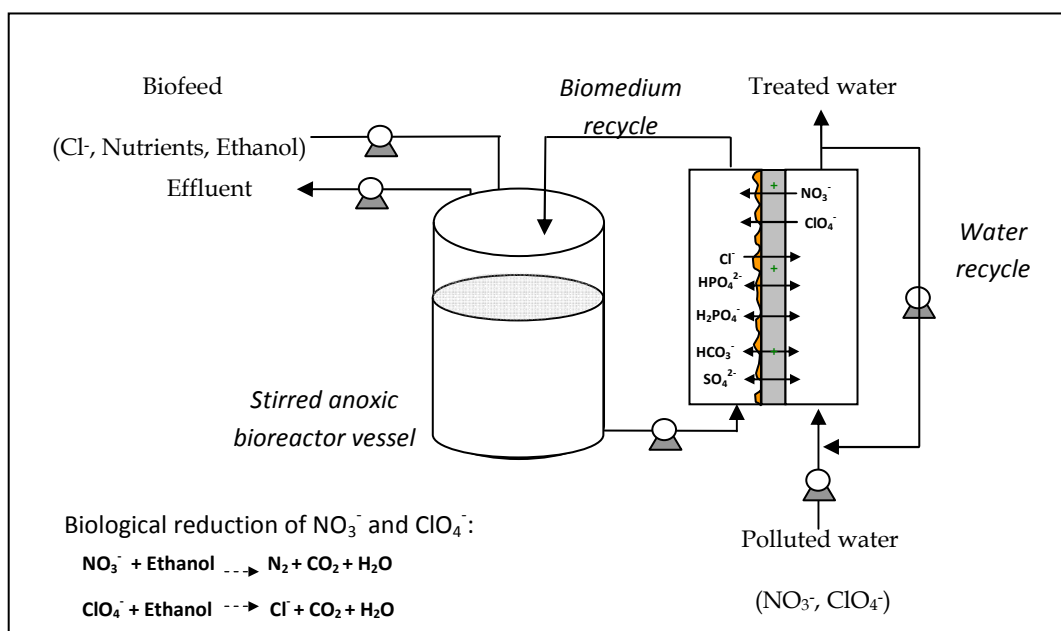 Biofeed
(Cl-, Nutrients, Ethanol)
Effluent
Biomedium
recycle
Treated water
+
NO₃⁻
ClO₄⁻
Cl⁻
+
HPO₄²⁻
H₂PO₄⁻
HCO₃⁻
+
SO₄²⁻
Water
recycle
Stirred anoxic
bioreactor vessel
Polluted water
(NO₃-, ClO₄-)
Biological reduction of NO₃⁻ and ClO₄⁻:
NO₃⁻ + Ethanol ---> N₂ + CO₂ + H₂O
ClO₄⁻ + Ethanol ---> Cl⁻ + CO₂ + H₂O